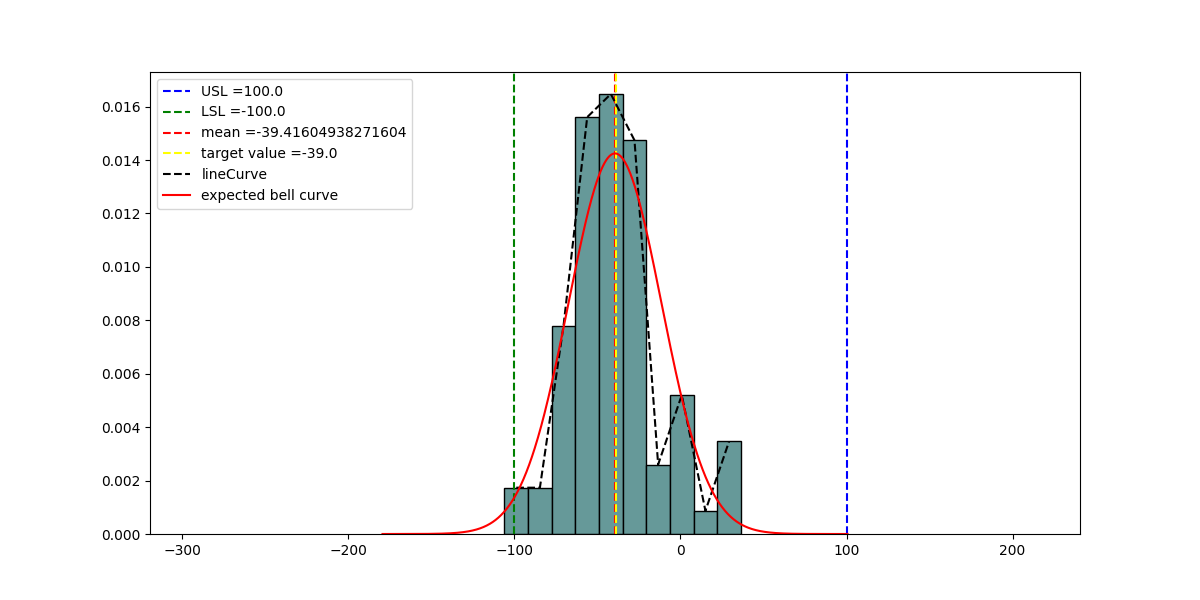 USL =100.0
LSL =-100.0
mean =-39.41604938271604
target value =-39.0
lineCurve
expected bell curve
0.016
0.014
0.012
0.010
0.008
0.006
0.004
0.002
0.000
−300 −200 −100 0 100 200